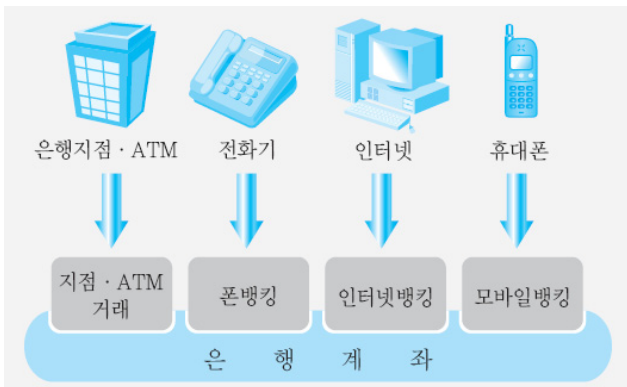 은행지점 · ATM 전화기 인터넷 휴대폰
지점 · ATM
거래
폰뱅킹 인터넷뱅킹 모바일뱅킹
은 행 계 좌